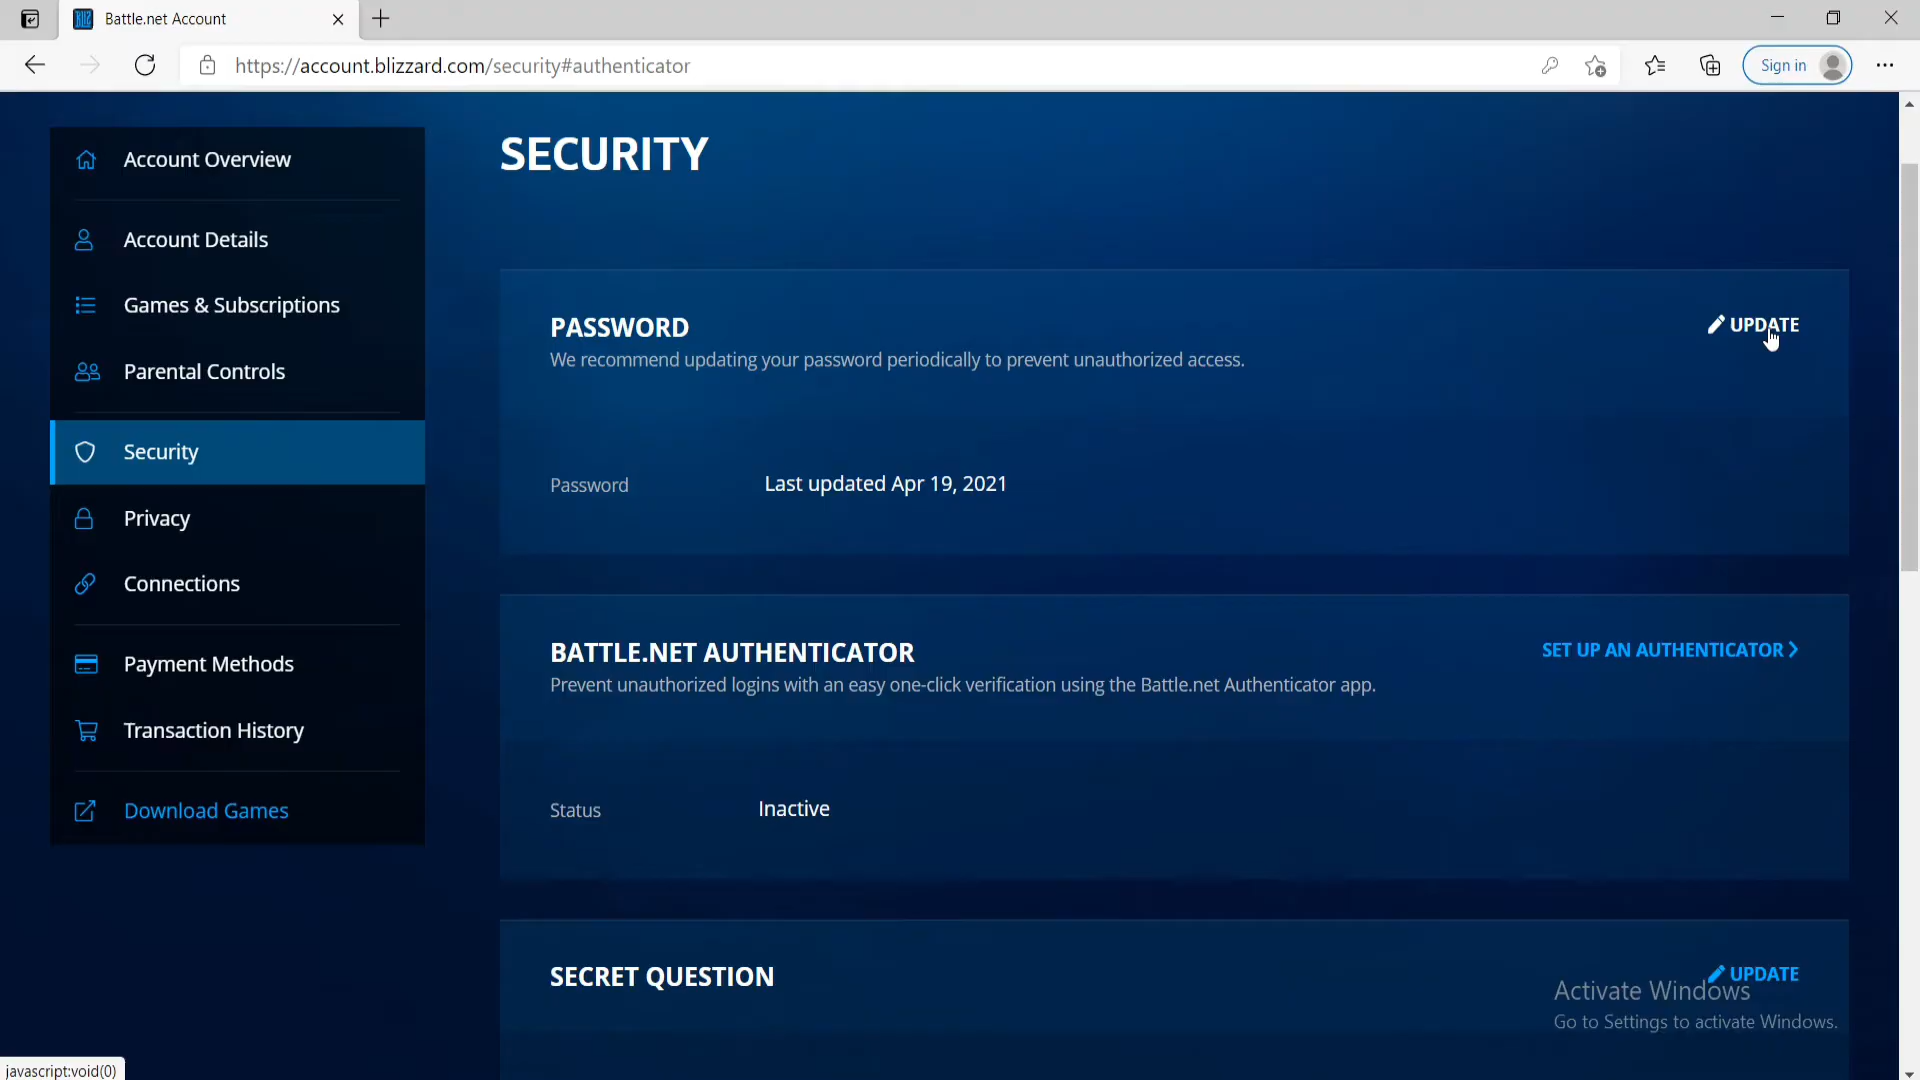 Battle.net Account
https://account.blizzard.com/security#authenticator
Sign in
Account Overview
Account Details
Games & Subscriptions
Parental Controls
Security
Privacy
Connections
Payment Methods
Transaction History
Download Games
SECURITY
PASSWORD
UPDATE
We recommend updating your password periodically to prevent unauthorized access.
Password
Last updated Apr 19, 2021
BATTLE.NET AUTHENTICATOR
SET UP AN AUTHENTICATOR
Prevent unauthorized logins with an easy one-click verification using the Battle.net Authenticator app.
Status
Inactive
SECRET QUESTION
UPDATE
Activate Windows
Go to Settings to activate Windows.
javascript:void(0)